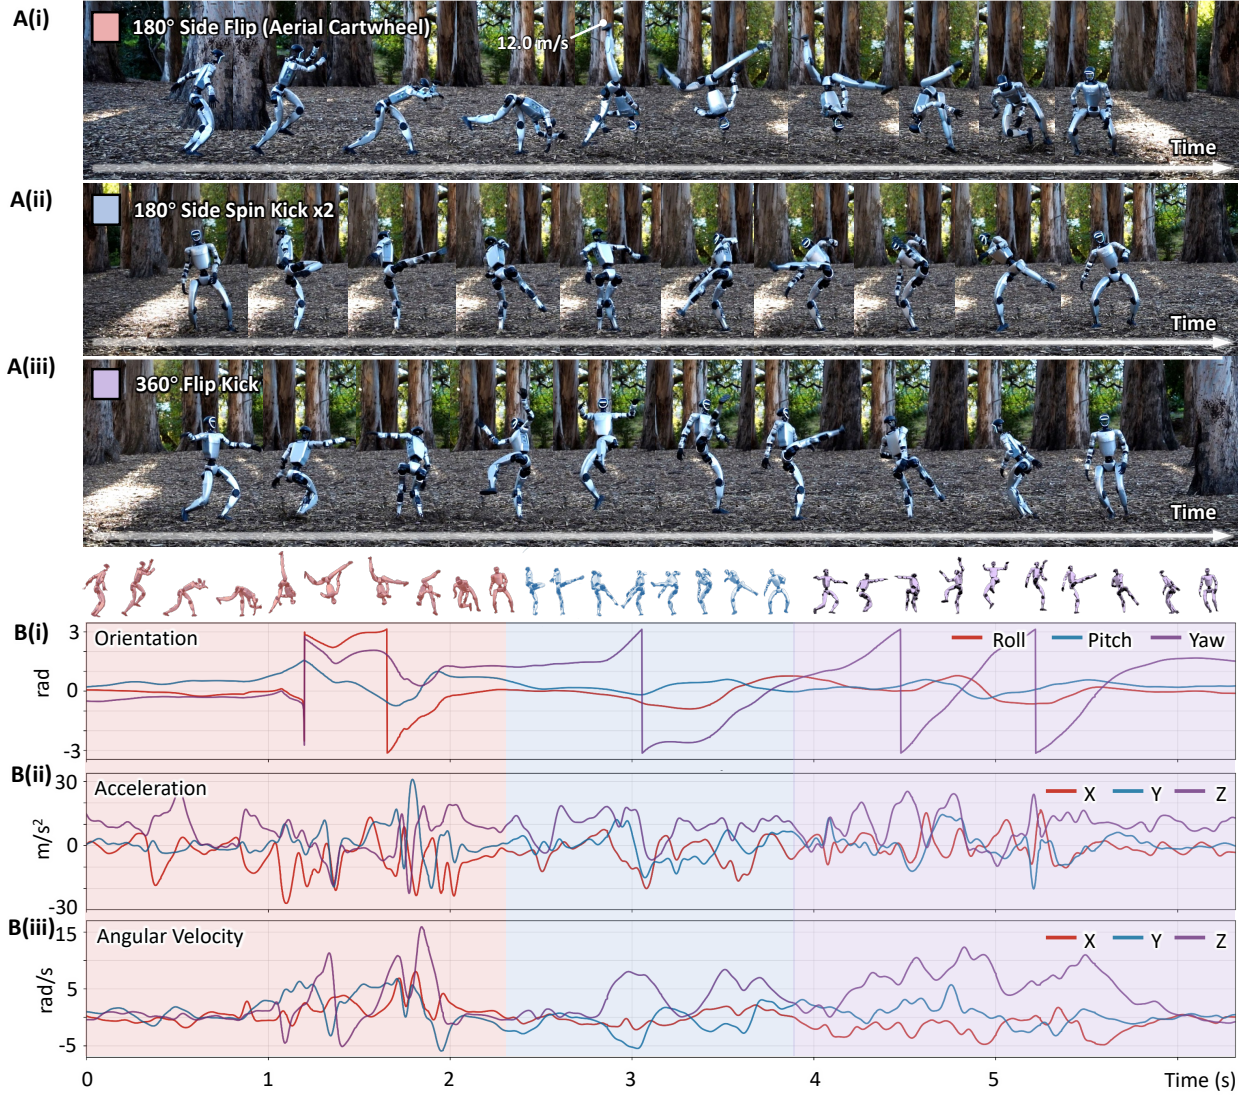 A(i)
180° Side Flip (Aerial Cartwheel)
12.0 m/s
Time
A(ii)
180° Side Spin Kick x2
Time
A(iii)
360° Flip Kick
Time
B(i)
Orientation
Roll Pitch Yaw
3
0
-3
rad
B(ii)
Acceleration
X Y Z
30
0
-30
m/s²
B(iii)
Angular Velocity
X Y Z
15
5
-5
rad/s
0 1 2 3 4 5 Time (s)